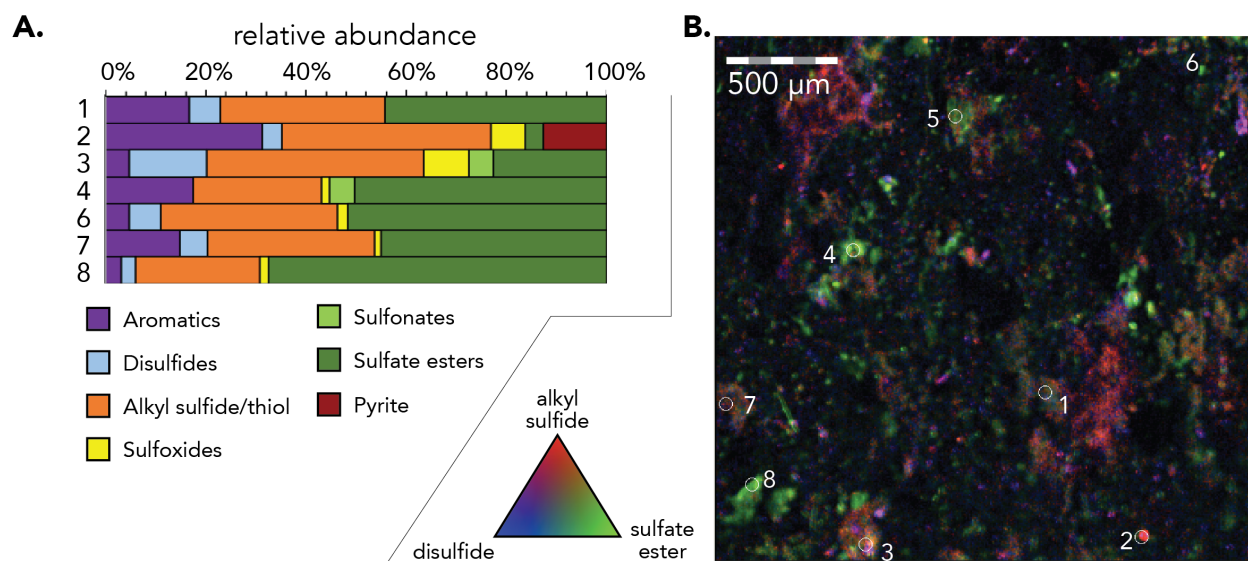 A.
relative abundance
0% 20% 40% 60% 80% 100%
1
2
3
4
6
7
8
Aromatics
Disulfides
Alkyl sulfide/thiol
Sulfoxides
Sulfonates
Sulfate esters
Pyrite
alkyl
sulfide
disulfide
sulfate
ester
B.
500 µm
6
5
4
7
1
8
2
3